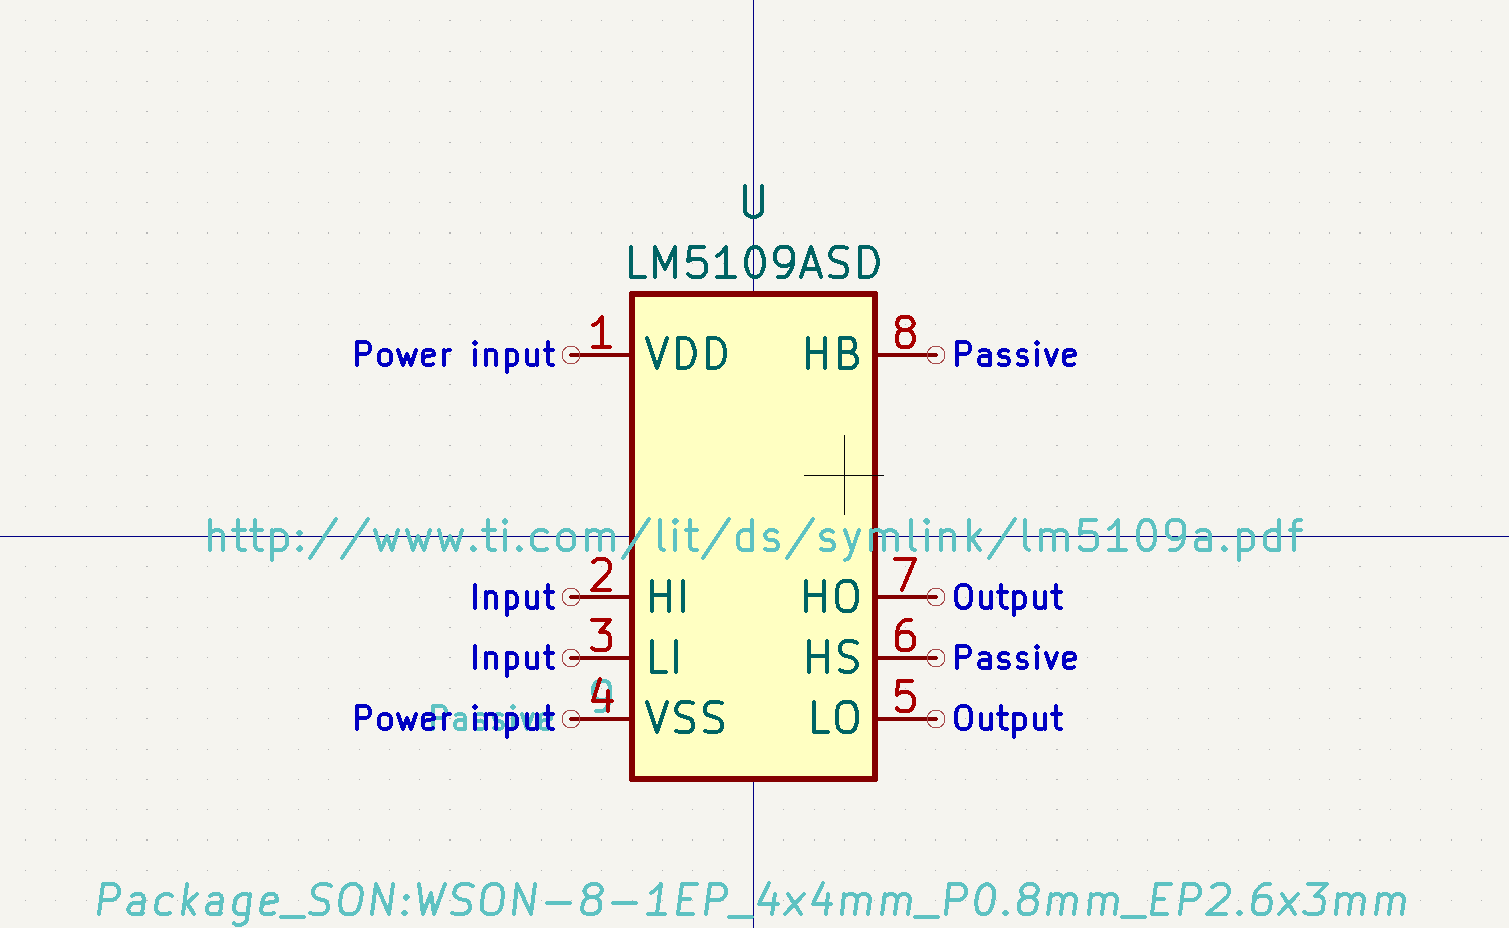 U
LM5109ASD
Power input 1 VDD HB 8 Passive
http://www.ti.com/lit/ds/symlink/lm5109a.pdf
Input 2 HI HO 7 Output
Input 3 LI HS 6 Passive
9
Passive
Power input 4 VSS LO 5 Output
Package_SON:WSON-8-1EP_4x4mm_P0.8mm_EP2.6x3mm